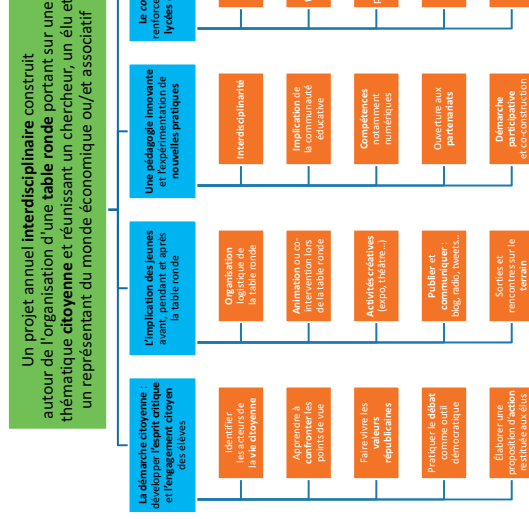 Un projet annuel interdisciplinaire construit
autour de l'organisation d'une table ronde portant sur une
thématique citoyenne et réunissant un chercheur, un élu et
un représentant du monde économique ou/et associatif
La démarche citoyenne :
développer l'esprit critique
et l'engagement citoyen
des élèves
Identifier
les acteurs de
la vie citoyenne
Apprendre à
confronter les
points de vue
Faire vivre les
valeurs
républicaines
Pratiquer le débat
comme outil
démocratique
Élaborer une
proposition d'action
restituée aux élus
L'implication des jeunes
avant, pendant et après
la table ronde
Organisation
logistique de
la table ronde
Animation ou co-
intervention lors
de la table ronde
Activités créatives
(expo, théâtre...)
Publier et
communiquer :
blog, radio, tweets...
Sorties et
rencontres sur le
terrain
Une pédagogie innovante
et l'expérimentation de
nouvelles pratiques
Interdisciplinarité
Implication de
la communauté
éducative
Compétences
notamment
numériques
Ouverture aux
partenariats
Démarche
participative
et co-construction
Le
lycées